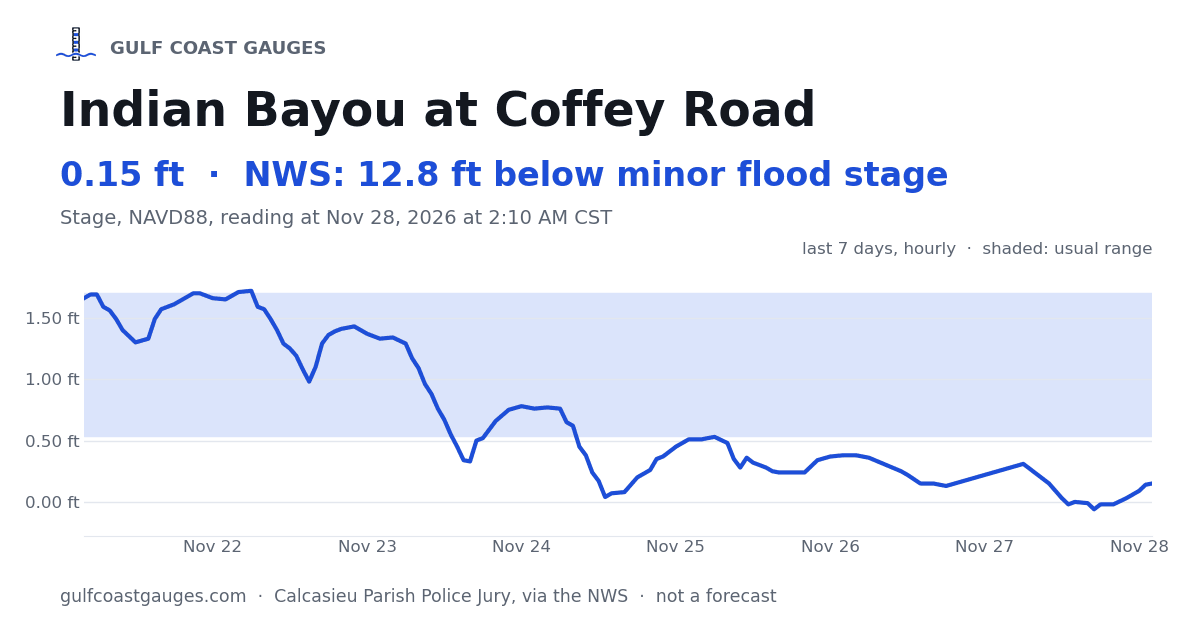 GULF COAST GAUGES
Indian Bayou at Coffey Road
0.15 ft · NWS: 12.8 ft below minor flood stage
Stage, NAVD88, reading at Nov 28, 2026 at 2:10 AM CST
last 7 days, hourly · shaded: usual range
1.50 ft
1.00 ft
0.50 ft
0.00 ft
Nov 22 Nov 23 Nov 24 Nov 25 Nov 26 Nov 27 Nov 28
gulfcoastgauges.com · Calcasieu Parish Police Jury, via the NWS · not a forecast